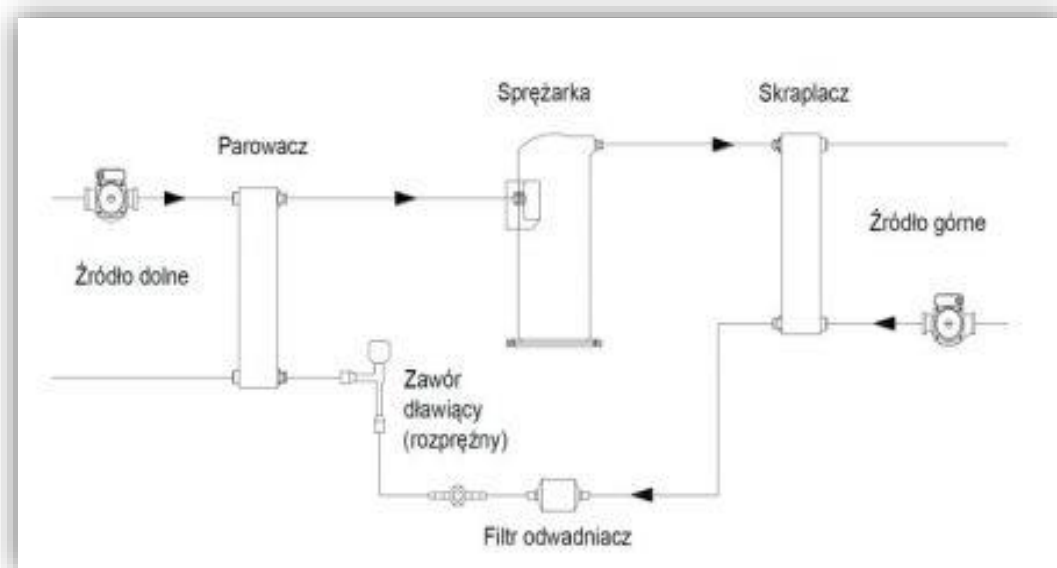 Sprężarka
Skraplacz
Parowacz
Źródło górne
Źródło dolne
Zawór
dławiący
(rozprężny)
Filtr odwadniacz